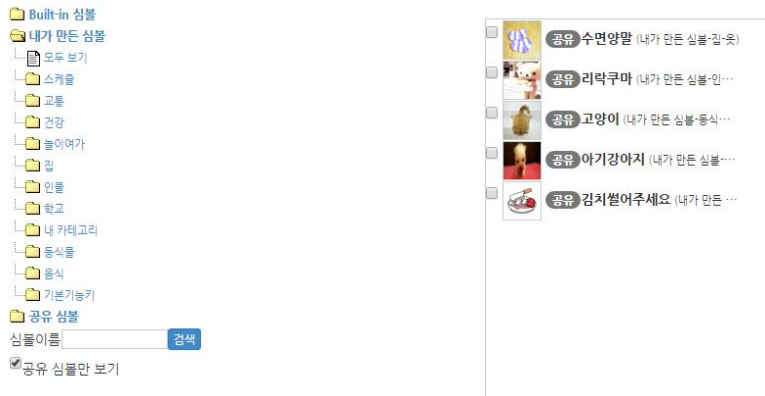 Built-in 심볼
내가 만든 심볼
모두 보기
스케줄
교통
건강
놀이여가
집
인물
학교
내 카테고리
동식물
음식
기본기능키
공유 심볼
심볼이름 검색
공유 심볼만 보기
공유 수면양말 (내가 만든 심볼-집-옷)
공유 리락쿠마 (내가 만든 심볼-인···
공유 고양이 (내가 만든 심볼-동식···
공유 아기강아지 (내가 만든 심볼-···
공유 김치썰어주세요 (내가 만든 ···